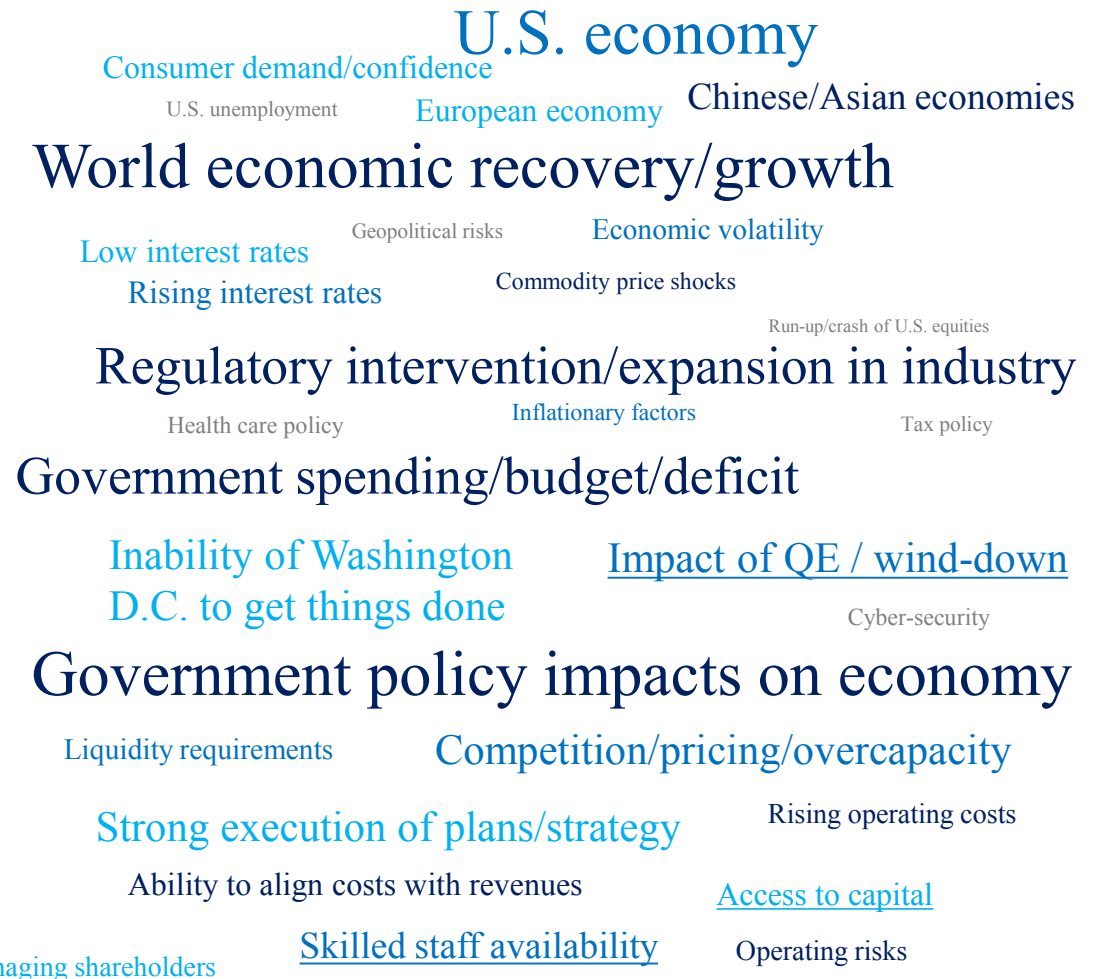 U.S. economy
Consumer demand/confidence
Chinese/Asian economies
U.S. unemployment
European economy
World economic recovery/growth
Geopolitical risks
Economic volatility
Low interest rates
Commodity price shocks
Rising interest rates
Run-up/crash of U.S. equities
Regulatory intervention/expansion in industry
Inflationary factors
Health care policy
Tax policy
Government spending/budget/deficit
Inability of Washington
D.C. to get things done
Impact of QE / wind-down
Cyber-security
Government policy impacts on economy
Liquidity requirements
Competition/pricing/overcapacity
Rising operating costs
Strong execution of plans/strategy
Ability to align costs with revenues
Access to capital
Skilled staff availability
Operating risks
shareholders